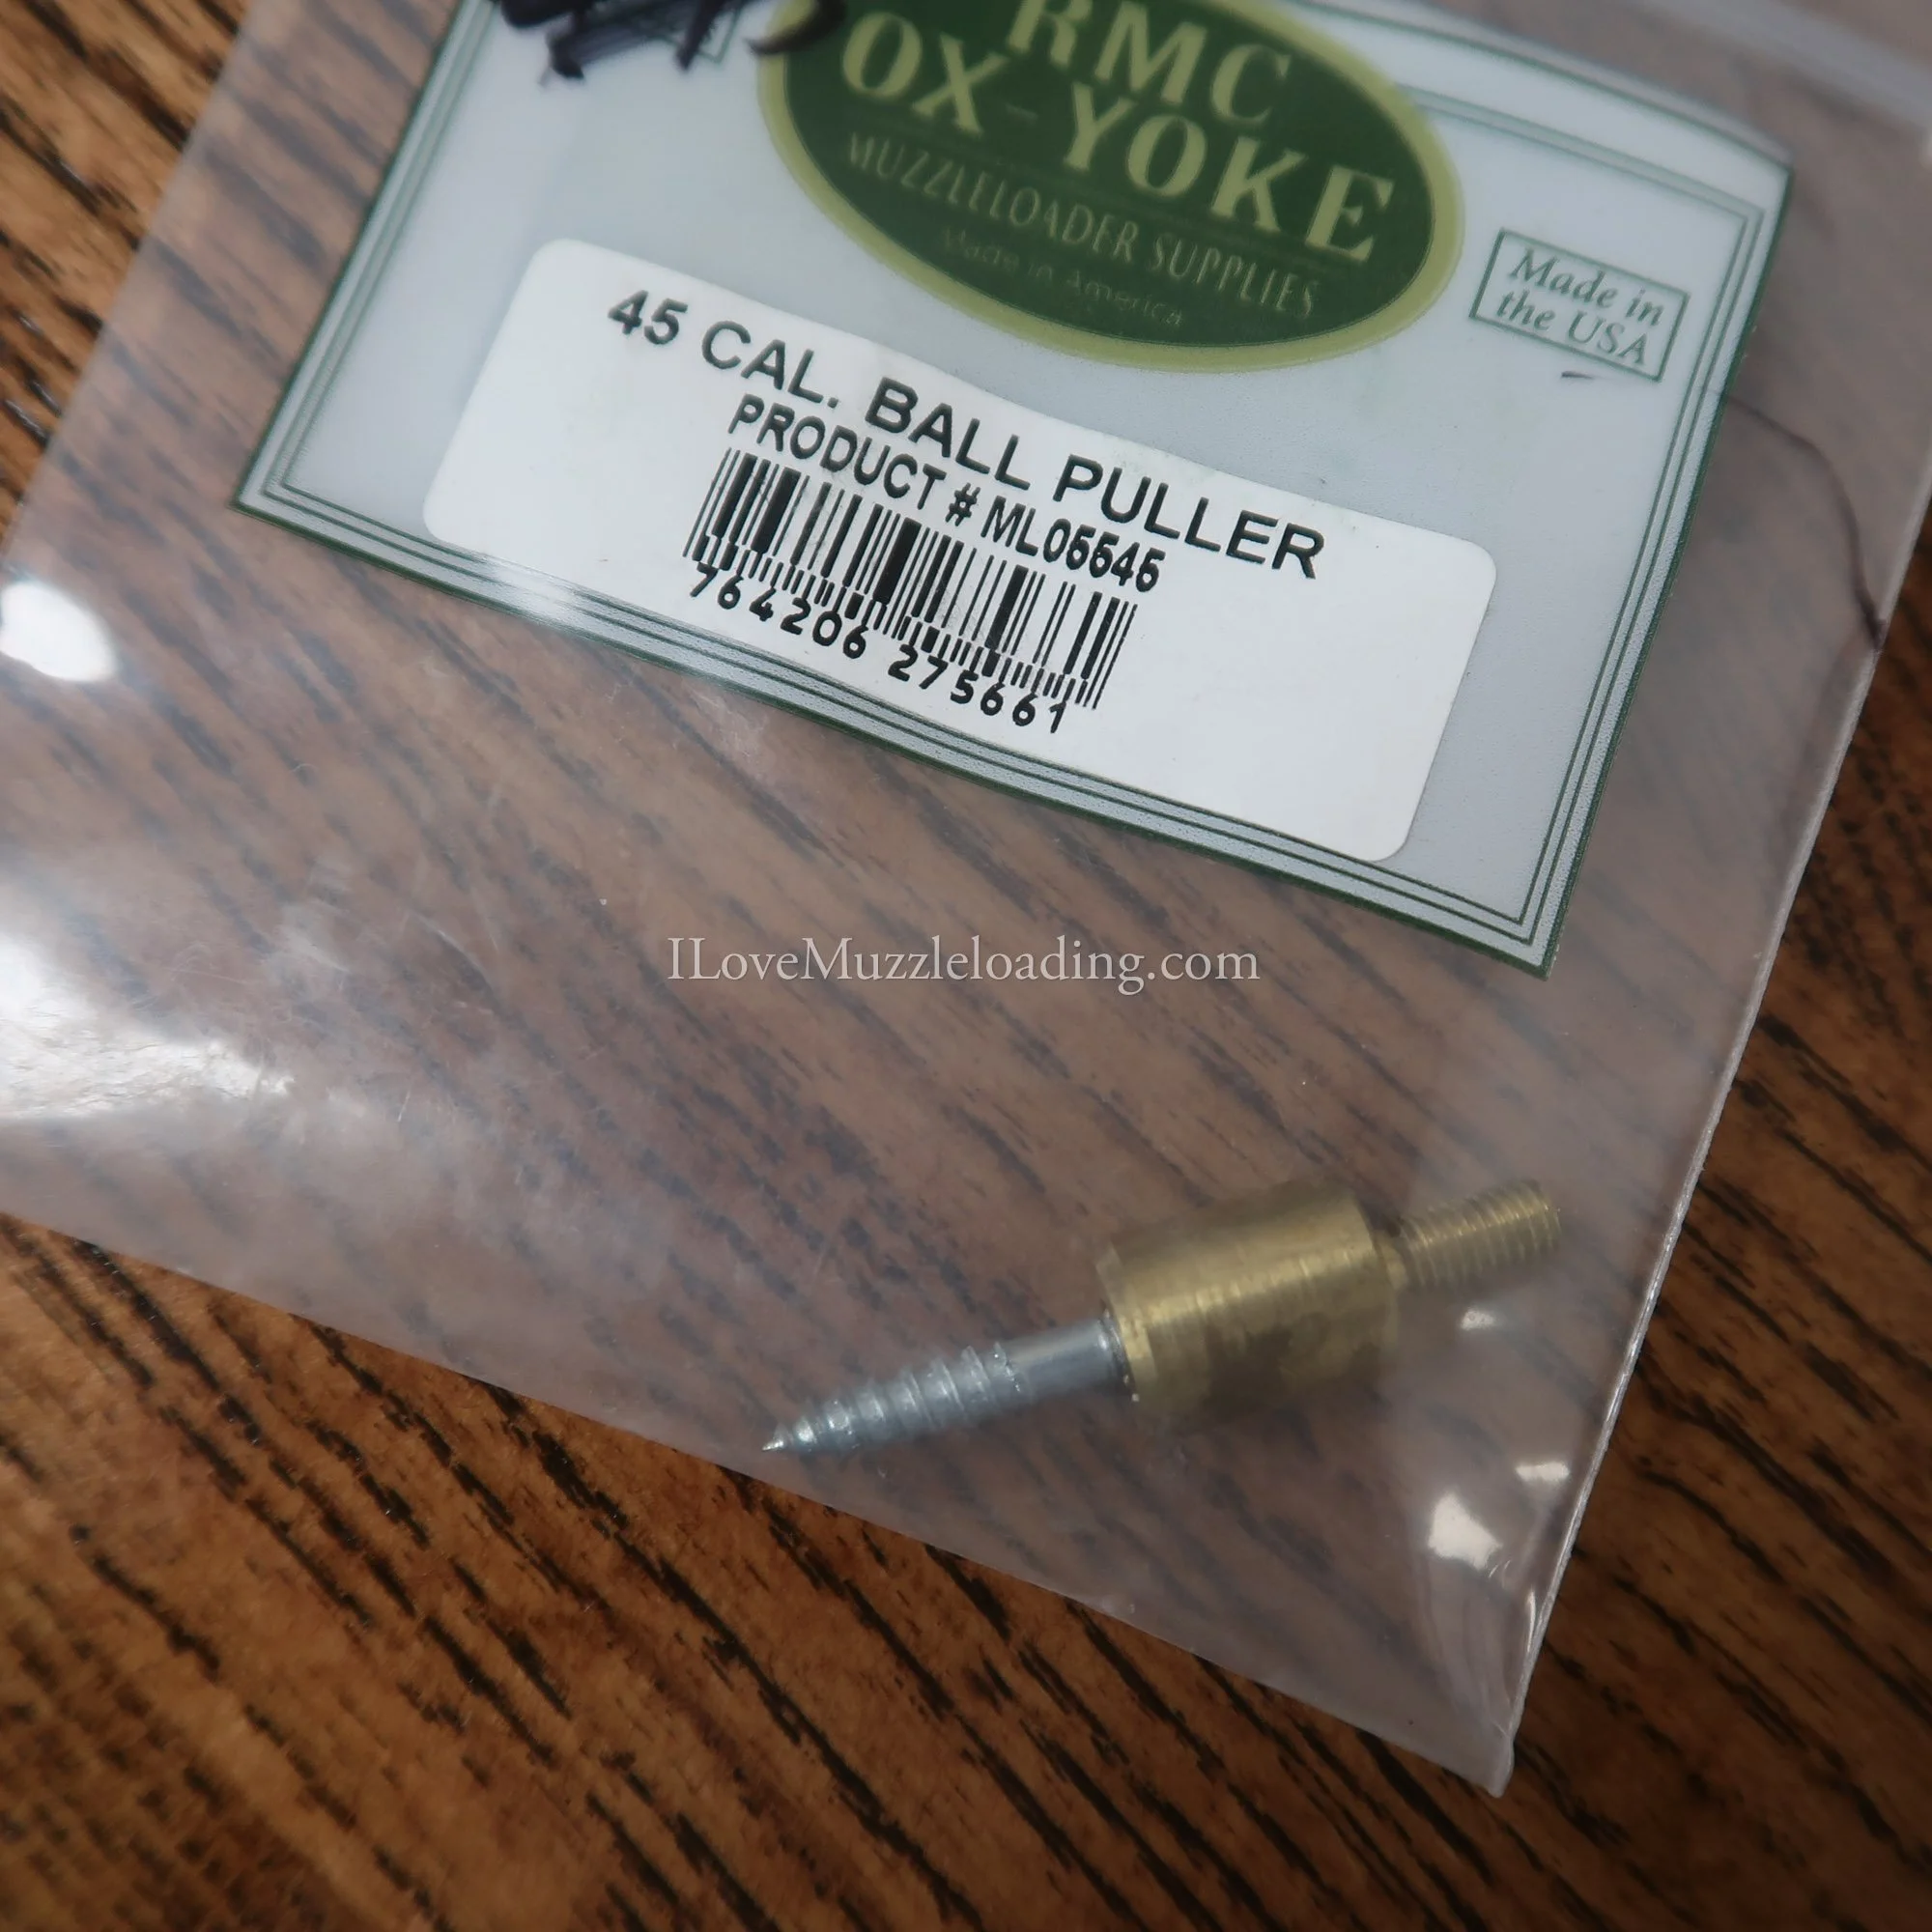 RMC
OX-YOKE
MUZZLELOADER SUPPLIES
Made in America
Made in
the USA
45 CAL. BALL PULLER
PRODUCT # ML05545
764206 275661
ILoveMuzzleloading.com